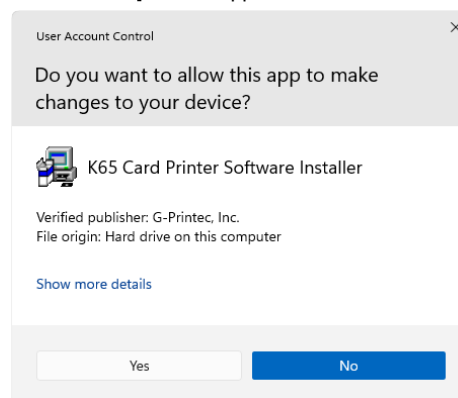 User Account Control
Do you want to allow this app to make
changes to your device?
K65 Card Printer Software Installer
Verified publisher: G-Printec, Inc.
File origin: Hard drive on this computer
Show more details
Yes
No